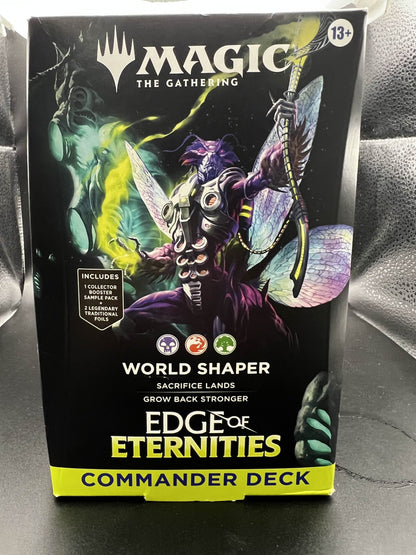 MAGIC
THE GATHERING
13+
INCLUDES
1 COLLECTOR
BOOSTER
SAMPLE PACK
+
2 LEGENDARY
TRADITIONAL
FOILS
WORLD SHAPER
SACRIFICE LANDS
GROW BACK STRONGER
EDGE OF
ETERNITIES
COMMANDER DECK